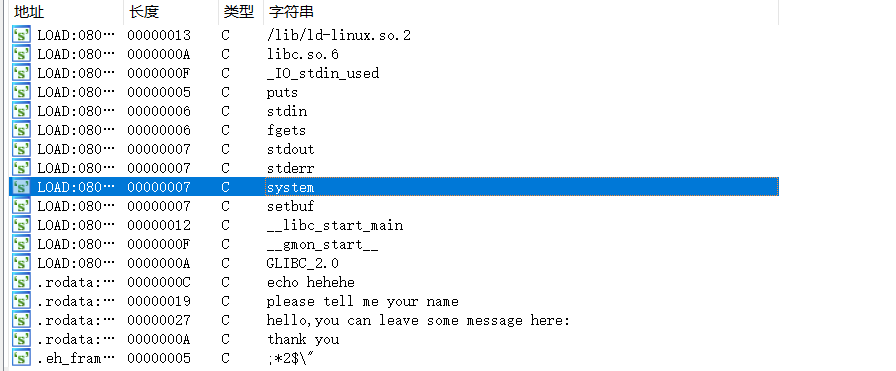 地址 长度 类型 字符串
LOAD:080… 00000013 C /lib/ld-linux.so.2
LOAD:080… 0000000A C libc.so.6
LOAD:080… 0000000F C _IO_stdin_used
LOAD:080… 00000005 C puts
LOAD:080… 00000006 C stdin
LOAD:080… 00000006 C fgets
LOAD:080… 00000007 C stdout
LOAD:080… 00000007 C stderr
LOAD:080… 00000007 C system
LOAD:080… 00000007 C setbuf
LOAD:080… 00000012 C __libc_start_main
LOAD:080… 0000000F C __gmon_start__
LOAD:080… 0000000A C GLIBC_2.0
.rodata:… 0000000C C echo hehehe
.rodata:… 00000019 C please tell me your name
.rodata:… 00000027 C hello,you can leave some message here:
.rodata:… 0000000A C thank you
.eh_fram… 00000005 C ;*2$\"